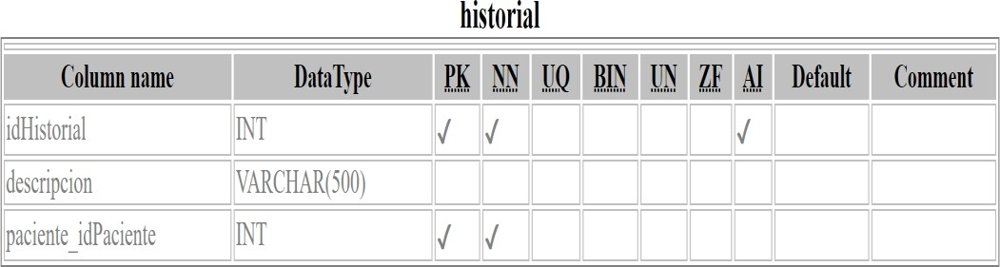 historial
Column name DataType PK NN UQ BIN UN ZF AI Default Comment
idHistorial INT ✓ ✓ ✓
descripcion VARCHAR(500)
paciente_idPaciente INT ✓ ✓